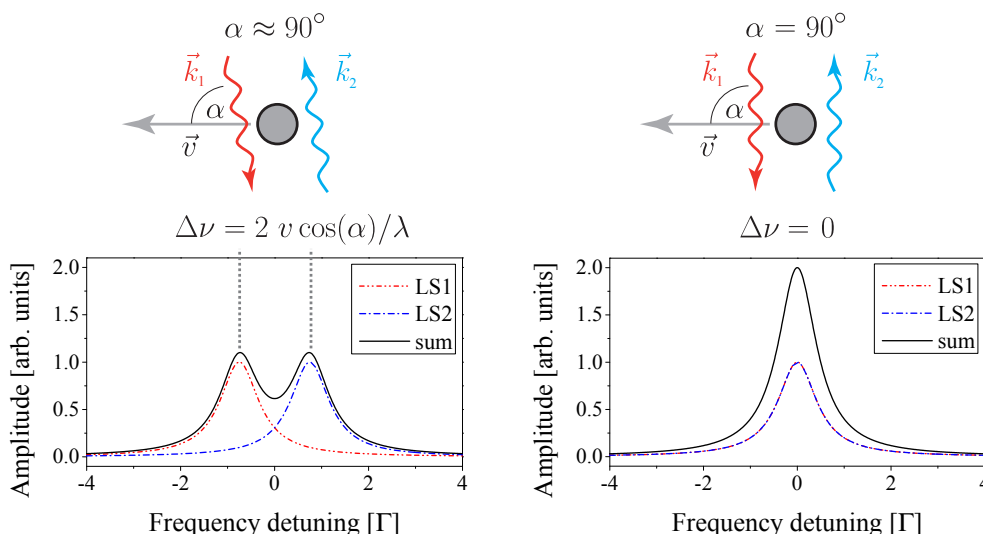 α ≈ 90°
k⃗₁
k⃗₂
α
v⃗
Δν = 2 v cos(α)/λ
Amplitude [arb. units]
2.0
1.5
1.0
0.5
0.0
LS1
LS2
sum
-4 -2 0 2 4
Frequency detuning [Γ]
α = 90°
k⃗₁
k⃗₂
α
v⃗
Δν = 0
Amplitude [arb. units]
2.0
1.5
1.0
0.5
0.0
LS1
LS2
sum
-4 -2 0 2 4
Frequency detuning [Γ]